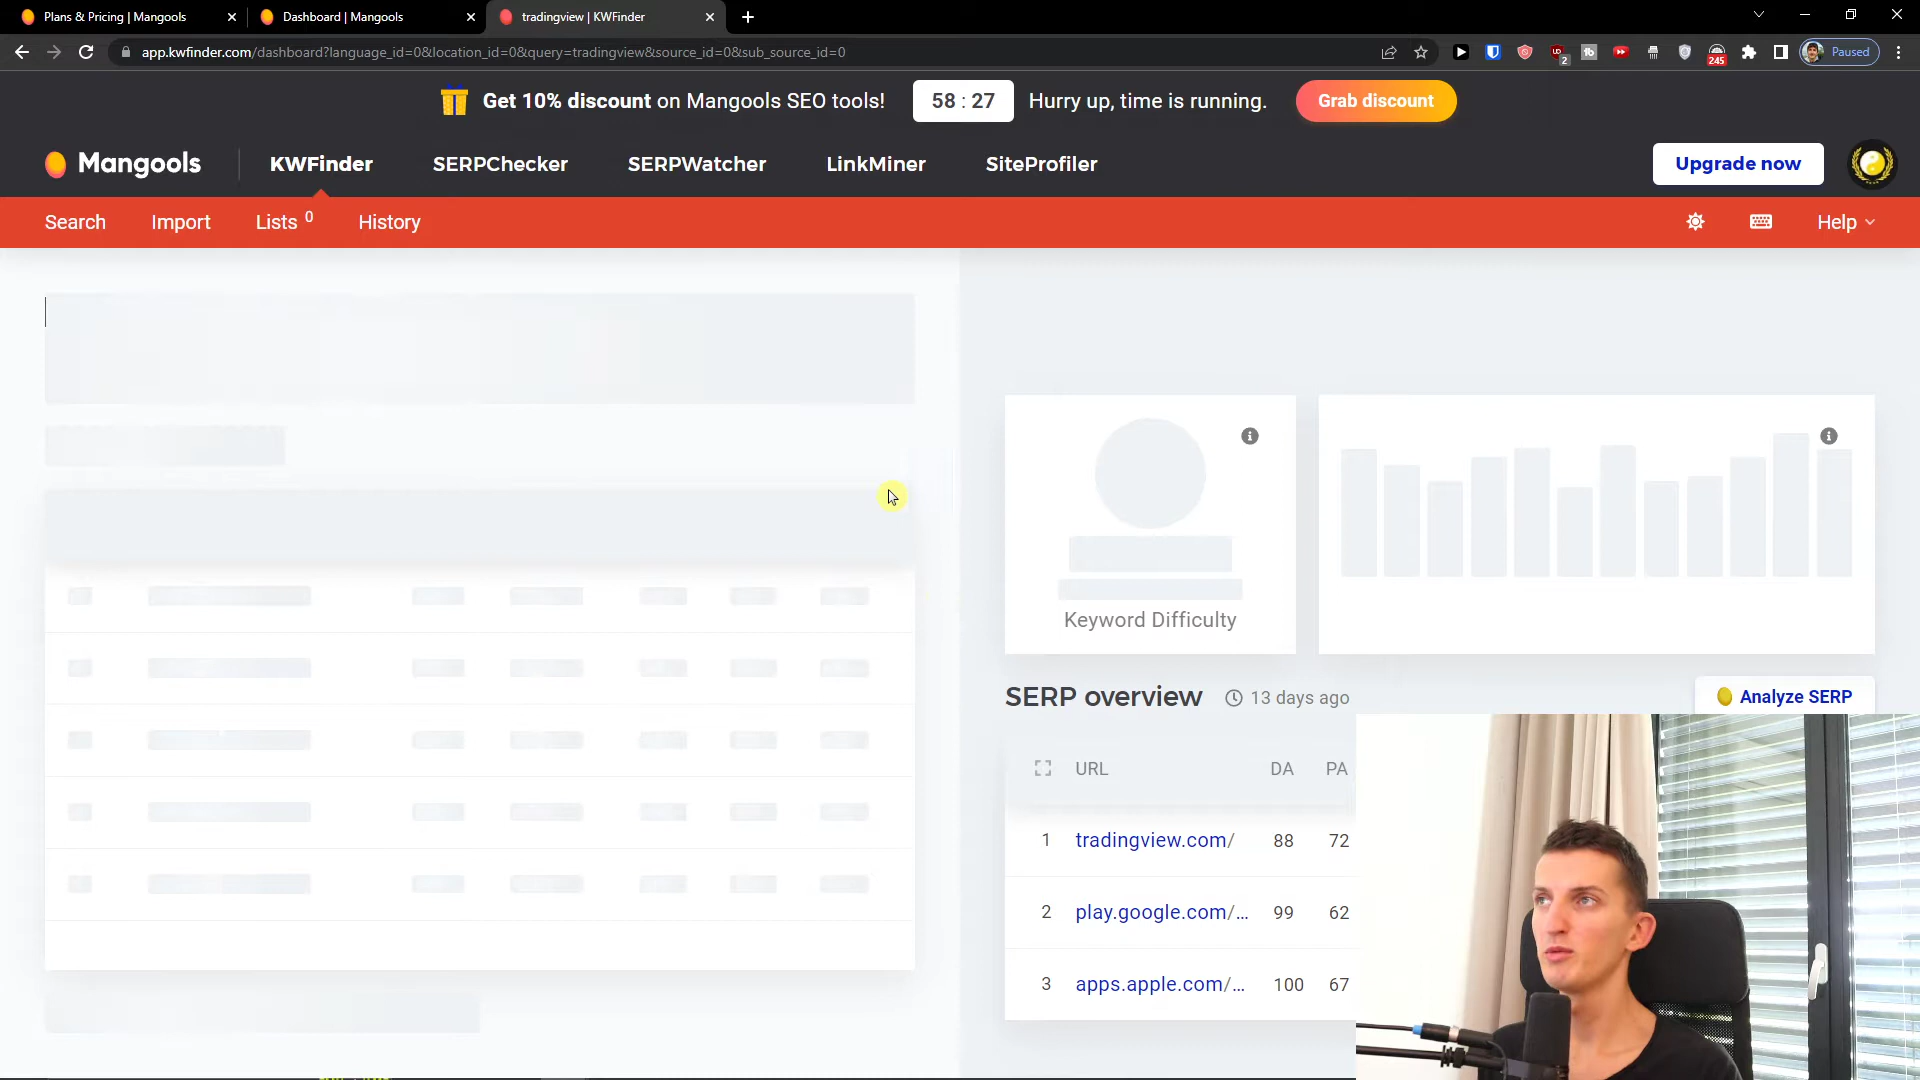 Plans & Pricing | Mangools
Dashboard | Mangools
tradingview | KWFinder
app.kwfinder.com/dashboard?language_id=0&location_id=0&query=tradingview&source_id=0&sub_source_id=0
2
245
Paused
Get 10% discount on Mangools SEO tools!
58 : 27
Hurry up, time is running.
Grab discount
Mangools
KWFinder
SERPChecker
SERPWatcher
LinkMiner
SiteProfiler
Upgrade now
Search
Import
Lists 0
History
Help
Keyword Difficulty
SERP overview
13 days ago
Analyze SERP
URL DA PA
1 tradingview.com/ 88 72
2 play.google.com/... 99 62
3 apps.apple.com/... 100 67